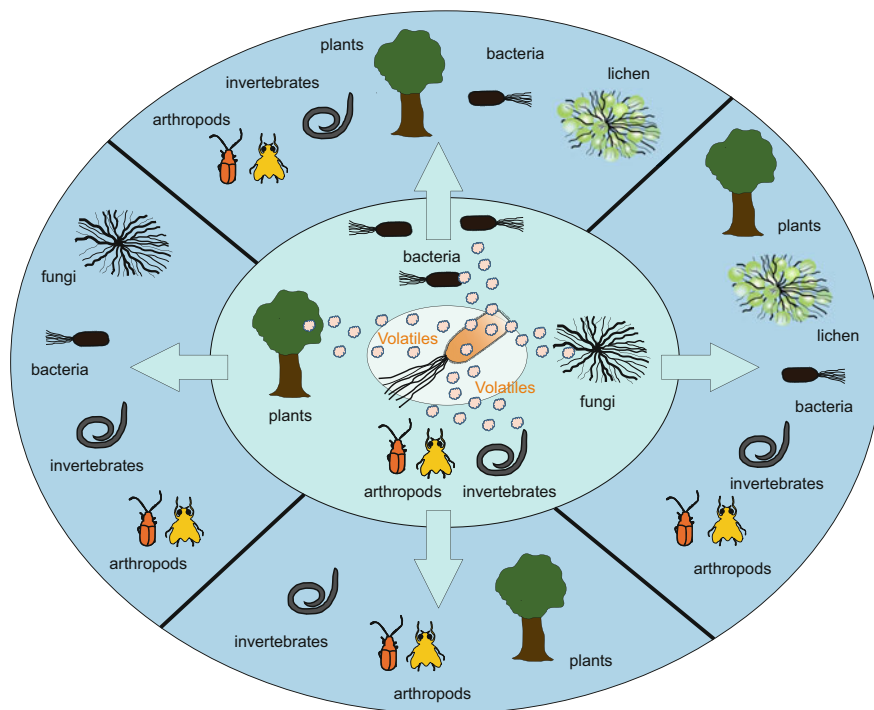 plants
bacteria
invertebrates
lichen
arthropods
fungi
bacteria
invertebrates
arthropods
plants
lichen
bacteria
invertebrates
arthropods
bacteria
Volatiles
Volatiles
plants
fungi
arthropods
invertebrates
invertebrates
arthropods
plants